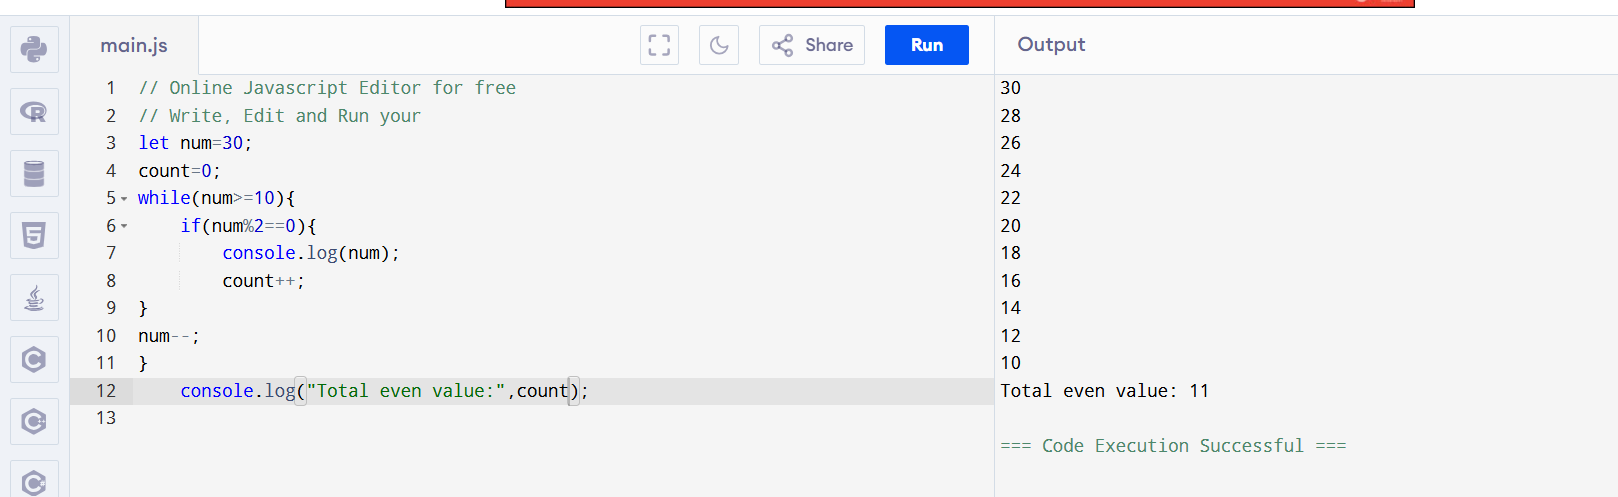 main.js
Share
Run
Output
1 // Online Javascript Editor for free
2 // Write, Edit and Run your
3 let num=30;
4 count=0;
5 while(num>=10){
6     if(num%2==0){
7         console.log(num);
8         count++;
9 }
10 num--;
11 }
12     console.log("Total even value:",count);
13
30
28
26
24
22
20
18
16
14
12
10
Total even value: 11
=== Code Execution Successful ===